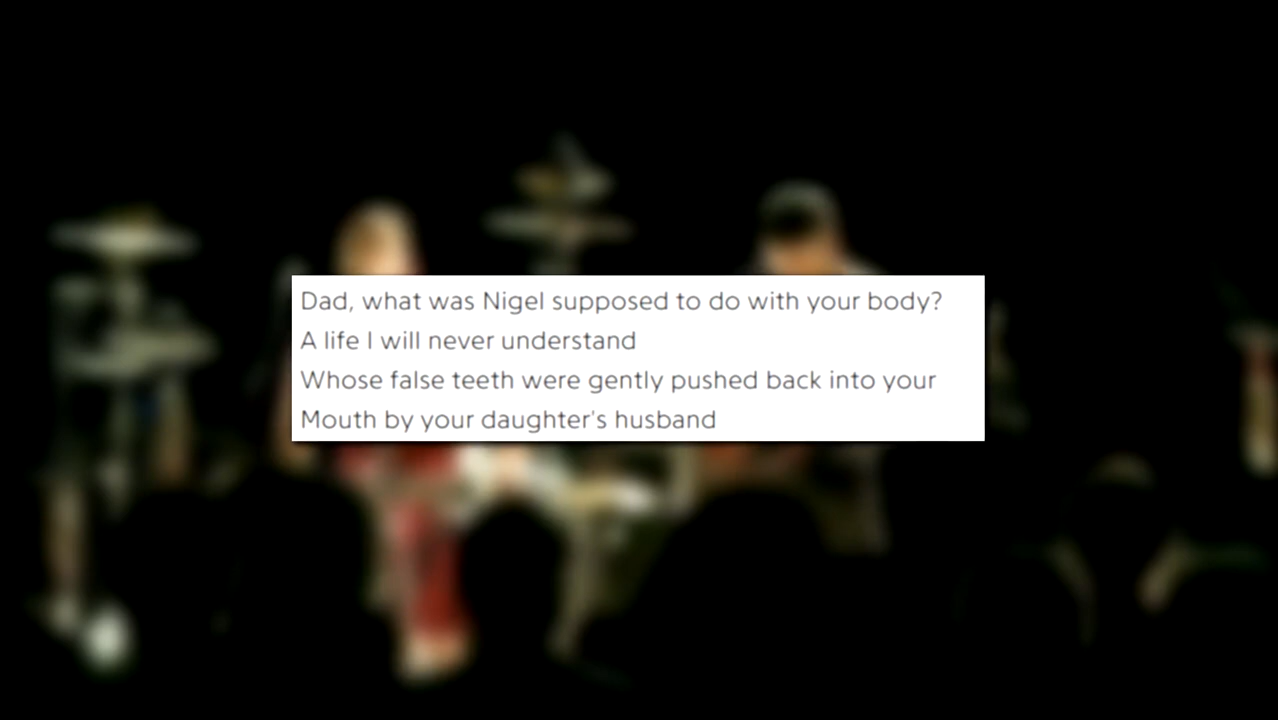 Dad, what was Nigel supposed to do with your body?
A life I will never understand
Whose false teeth were gently pushed back into your
Mouth by your daughter's husband